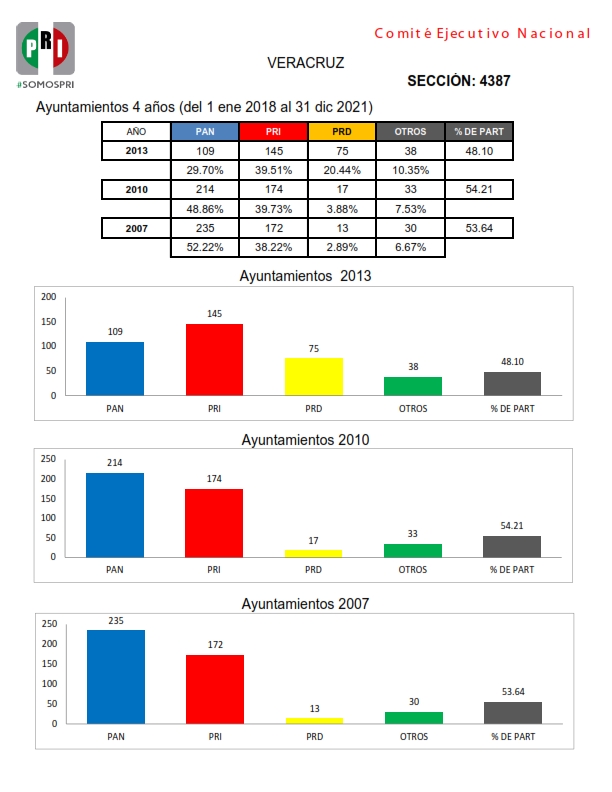 Comité Ejecutivo Nacional
PRI
#SOMOSPRI
VERACRUZ
SECCIÓN: 4387
Ayuntamientos 4 años (del 1 ene 2018 al 31 dic 2021)
AÑO PAN PRI PRD OTROS % DE PART
2013 109 145 75 38 48.10
29.70% 39.51% 20.44% 10.35%
2010 214 174 17 33 54.21
48.86% 39.73% 3.88% 7.53%
2007 235 172 13 30 53.64
52.22% 38.22% 2.89% 6.67%
Ayuntamientos 2013
200
150
100
50
0
109 145 75 38 48.10
PAN PRI PRD OTROS % DE PART
Ayuntamientos 2010
250
200
150
100
50
0
214 174 17 33 54.21
PAN PRI PRD OTROS % DE PART
Ayuntamientos 2007
250
200
150
100
50
0
235 172 13 30 53.64
PAN PRI PRD OTROS % DE PART